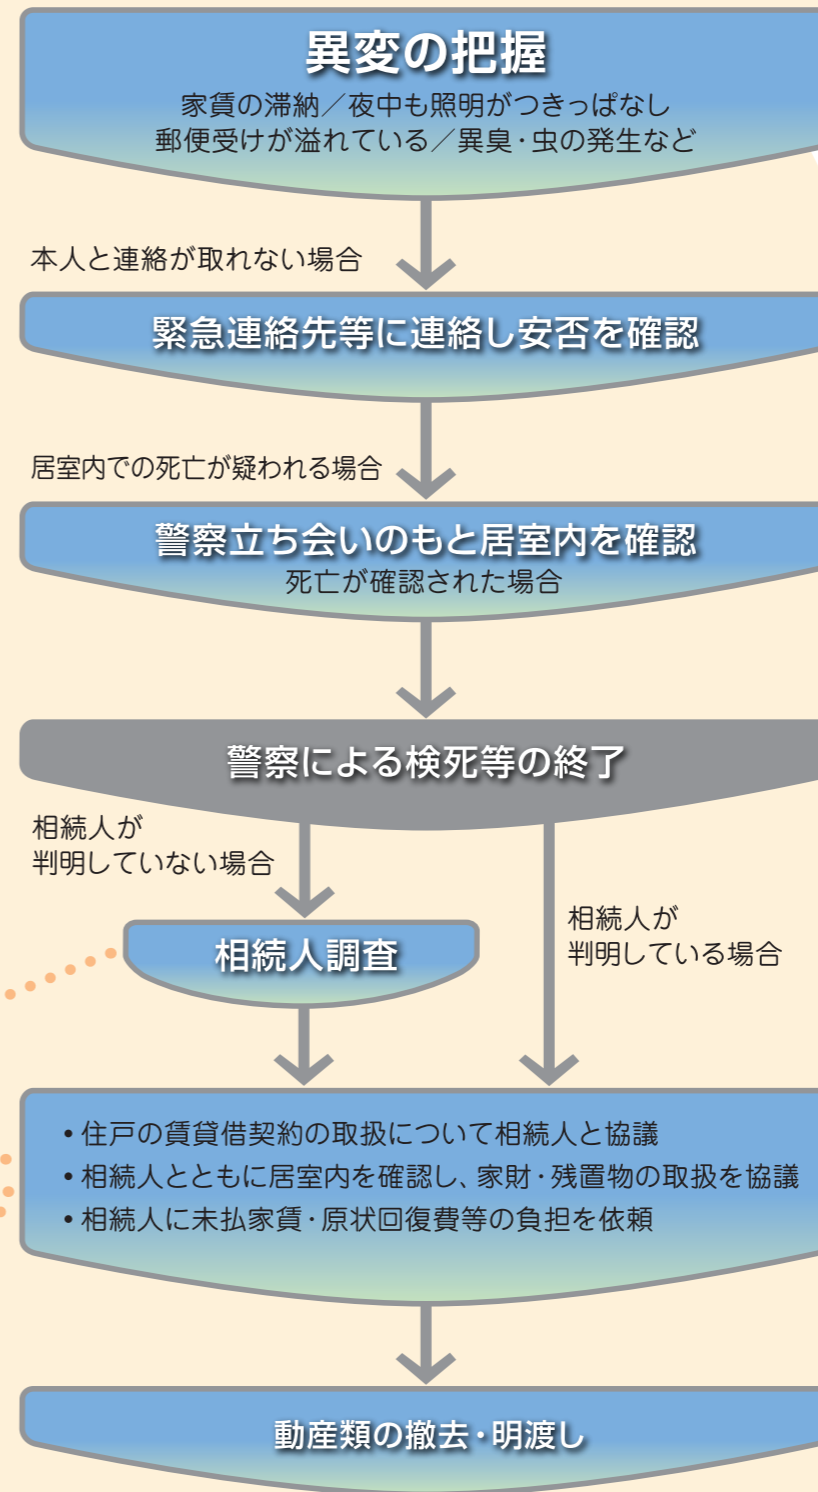 異変の把握
家賃の滞納／夜中も照明がつきっぱなし
郵便受けが溢れている／異臭・虫の発生など
本人と連絡が取れない場合
緊急連絡先等に連絡し安否を確認
居室内での死亡が疑われる場合
警察立ち会いのもと居室内を確認
死亡が確認された場合
警察による検死等の終了
相続人が
判明していない場合
相続人調査
相続人が
判明している場合
•住戸の賃貸借契約の取扱について相続人と協議
•相続人とともに居室内を確認し、家財・残置物の取扱を協議
•相続人に未払家賃・原状回復費等の負担を依頼
動産類の撤去・明渡し